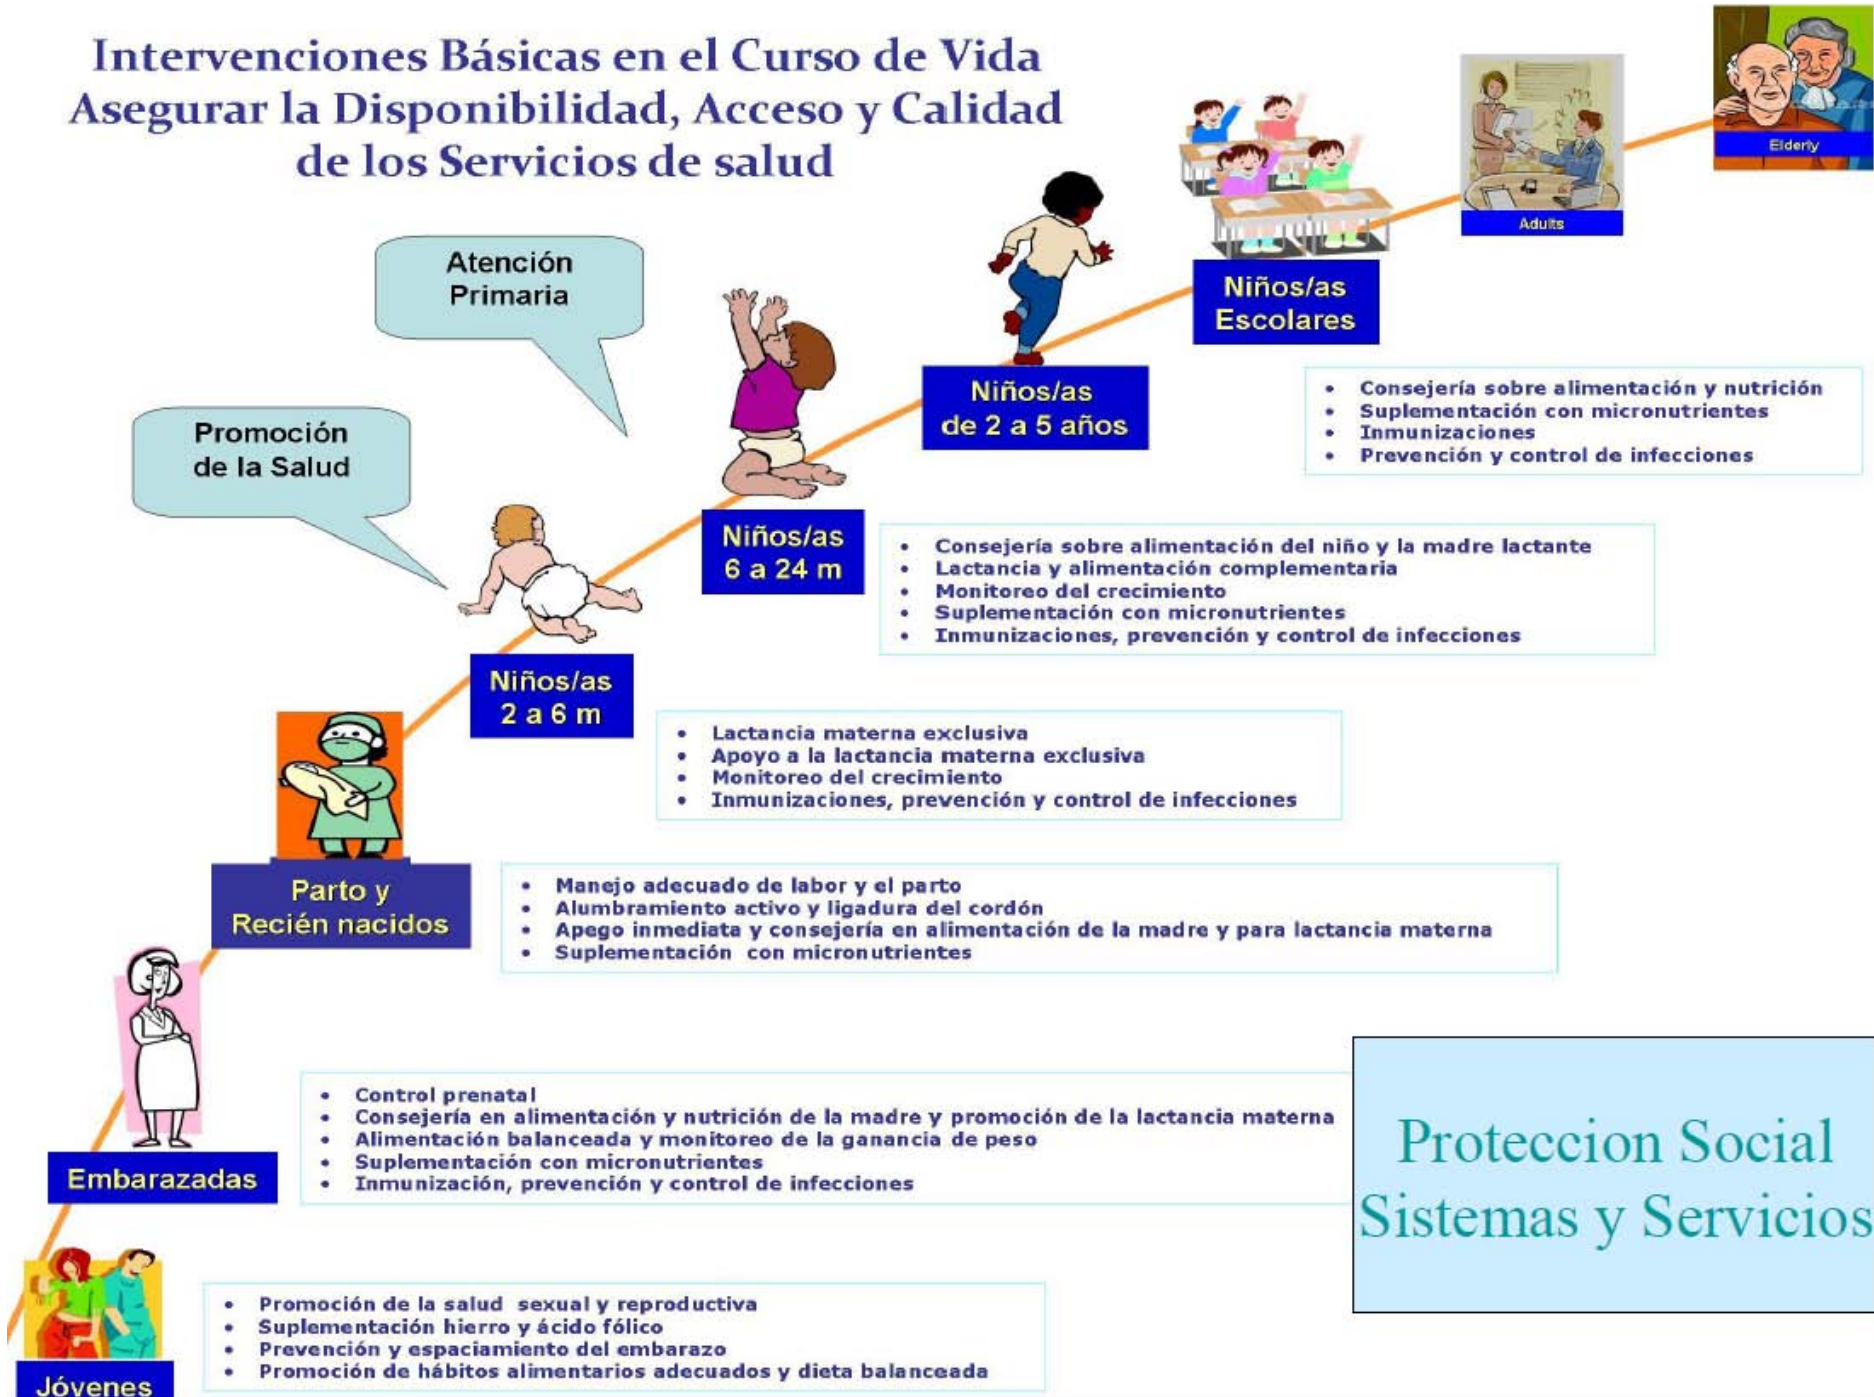 Intervenciones Básicas en el Curso de Vida
Asegurar la Disponibilidad, Acceso y Calidad
de los Servicios de salud
Elderly
Adults
Atención
Primaria
Niños/as
Escolares
Promoción
de la Salud
Niños/as
de 2 a 5 años
• Consejería sobre alimentación y nutrición
• Suplementación con micronutrientes
• Inmunizaciones
• Prevención y control de infecciones
Niños/as
6 a 24 m
• Consejería sobre alimentación del niño y la madre lactante
• Lactancia y alimentación complementaria
• Monitoreo del crecimiento
• Suplementación con micronutrientes
• Inmunizaciones, prevención y control de infecciones
Niños/as
2 a 6 m
• Lactancia materna exclusiva
• Apoyo a la lactancia materna exclusiva
• Monitoreo del crecimiento
• Inmunizaciones, prevención y control de infecciones
Parto y
Recién nacidos
• Manejo adecuado de labor y el parto
• Alumbramiento activo y ligadura del cordón
• Apego inmediata y consejería en alimentación de la madre y para lactancia materna
• Suplementación con micronutrientes
Embarazadas
• Control prenatal
• Consejería en alimentación y nutrición de la madre y promoción de la lactancia materna
• Alimentación balanceada y monitoreo de la ganancia de peso
• Suplementación con micronutrientes
• Inmunización, prevención y control de infecciones
Proteccion Social
Sistemas y Servicios
Jóvenes
• Promoción de la salud sexual y reproductiva
• Suplementación hierro y ácido fólico
• Prevención y espaciamiento del embarazo
• Promoción de hábitos alimentarios adecuados y dieta balanceada